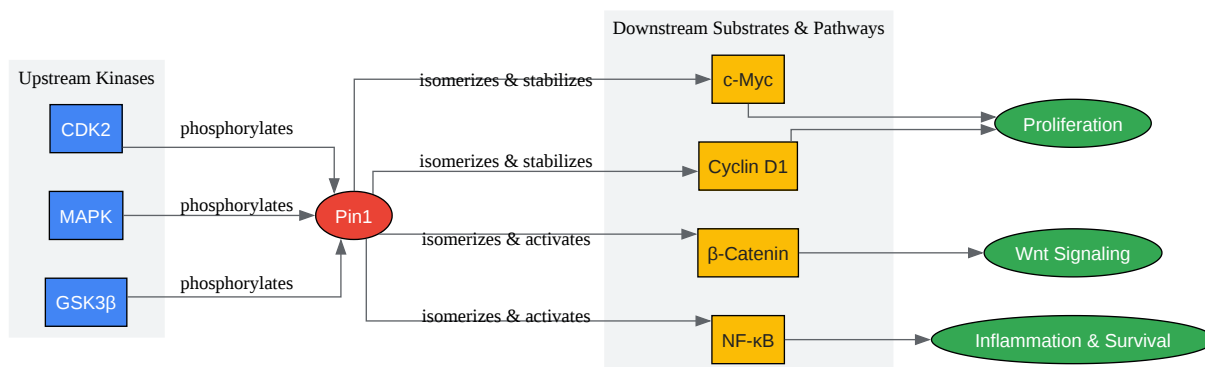 Upstream Kinases
CDK2
MAPK
GSK3β
phosphorylates
phosphorylates
phosphorylates
Pin1
isomerizes & stabilizes
isomerizes & stabilizes
isomerizes & activates
isomerizes & activates
Downstream Substrates & Pathways
c-Myc
Cyclin D1
β-Catenin
NF-κB
Proliferation
Wnt Signaling
Inflammation & Survival